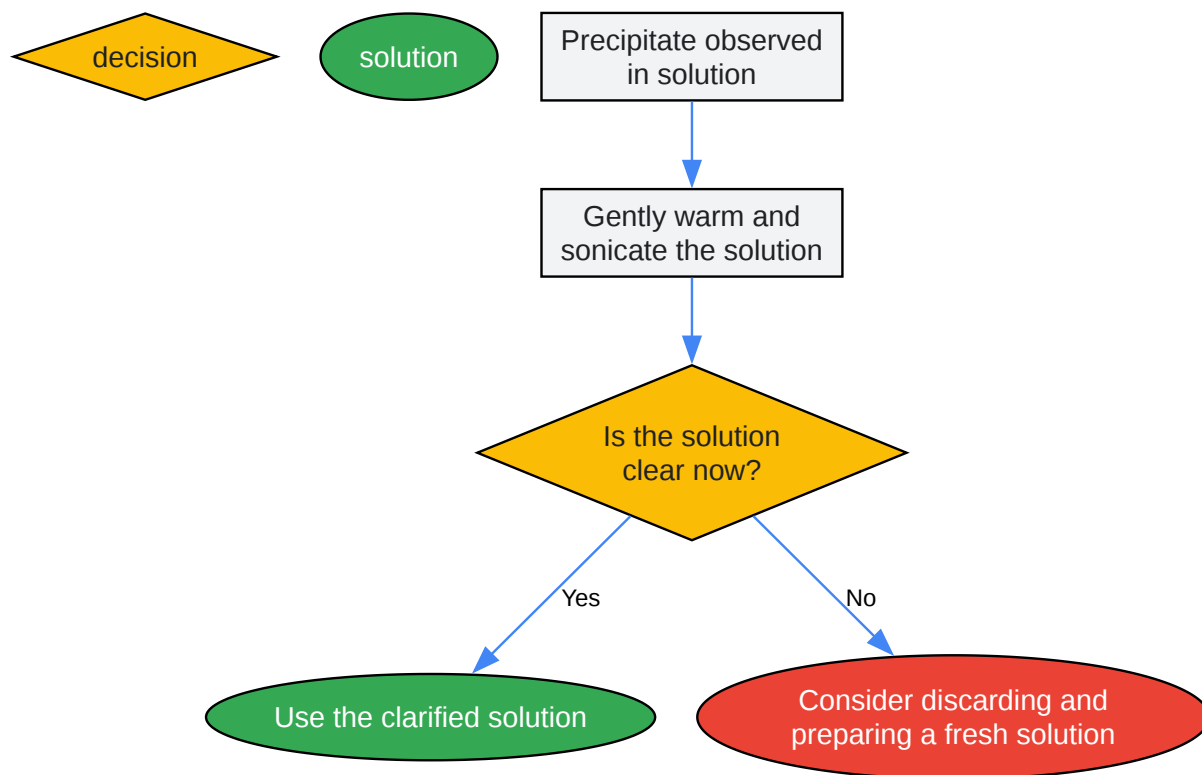 decision
solution
Precipitate observed
in solution
Gently warm and
sonicate the solution
Is the solution
clear now?
Yes
No
Use the clarified solution
Consider discarding and
preparing a fresh solution